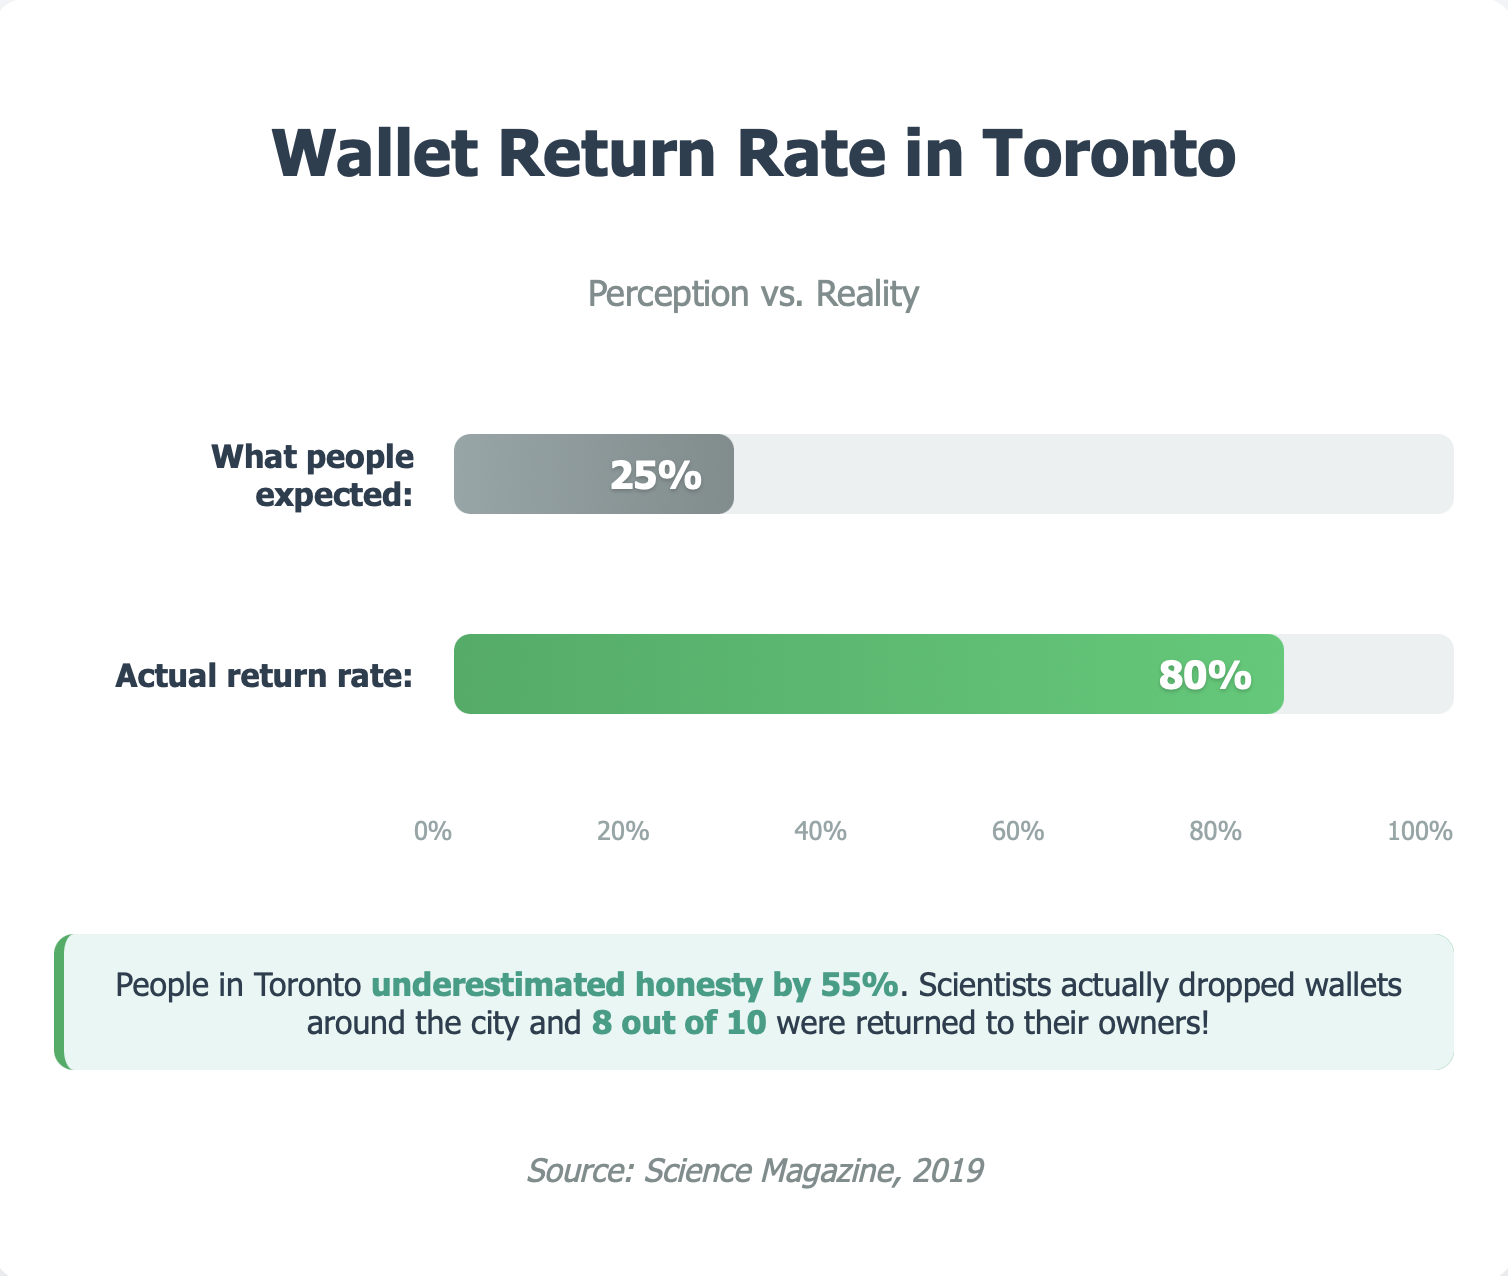 Wallet Return Rate in Toronto
Perception vs. Reality
What people
expected:
25%
Actual return rate:
80%
0% 20% 40% 60% 80% 100%
People in Toronto underestimated honesty by 55%. Scientists actually dropped wallets
around the city and 8 out of 10 were returned to their owners!
Source: Science Magazine, 2019